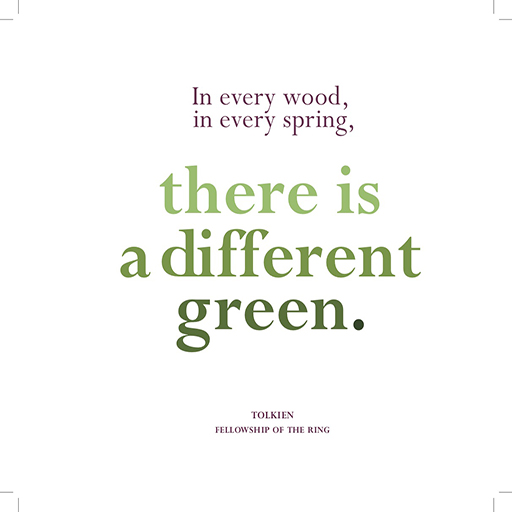 In every wood,
in every spring,
there is
a different
green.
TOLKIEN
FELLOWSHIP OF THE RING